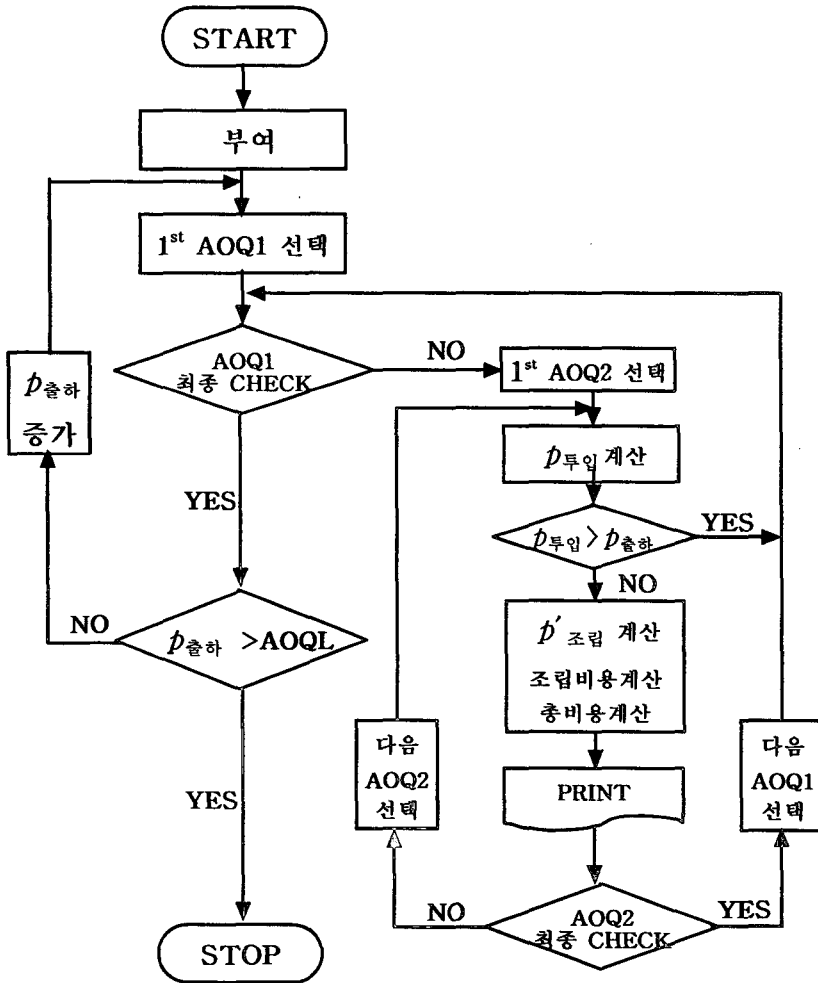 START
부여
1st AOQ1 선택
AOQ1
최종 CHECK
NO
1st AOQ2 선택
p출하
증가
p투입 계산
YES
p투입 > p출하
YES
NO
NO
p출하 >AOQL
p′조립 계산
조립비용계산
총비용계산
다음
AOQ2
선택
PRINT
다음
AOQ1
선택
YES
NO
AOQ2
최종 CHECK
YES
STOP